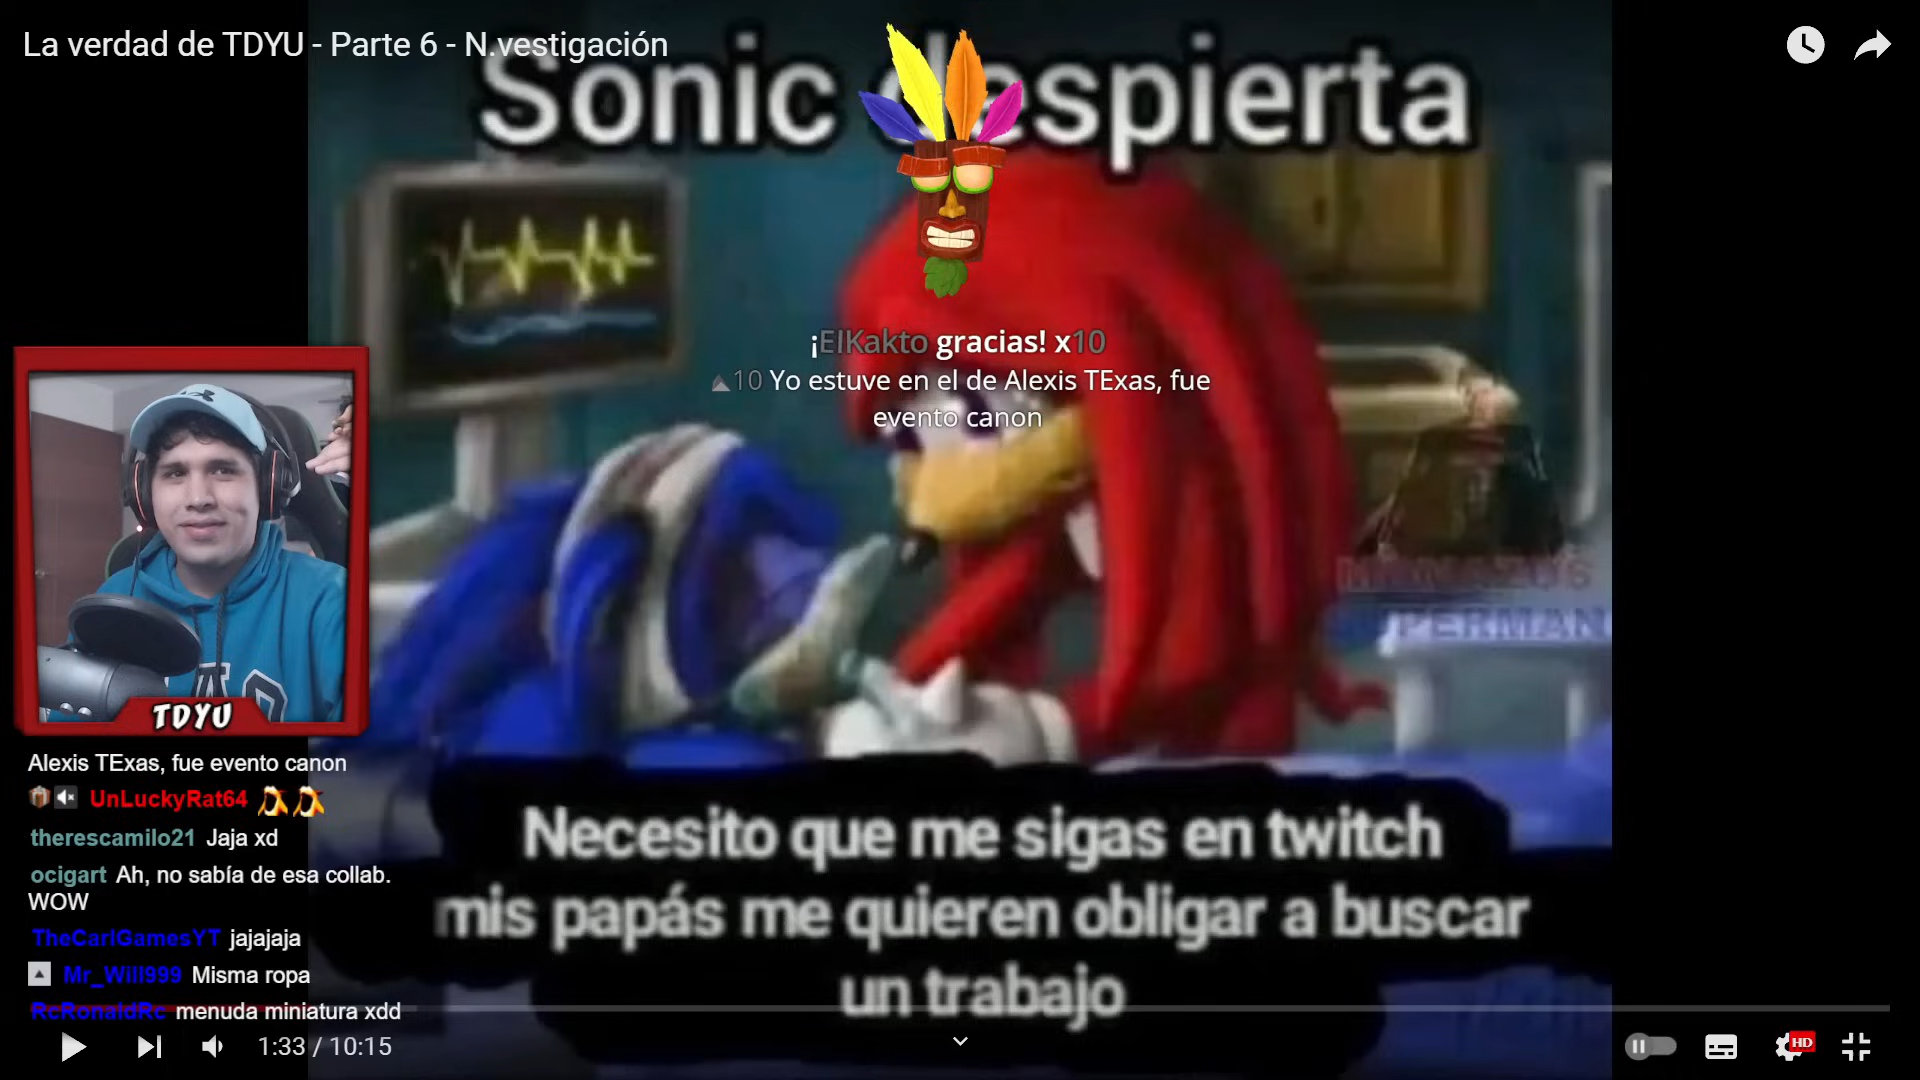 La verdad de TDYU - Parte 6 - N.vestigación
Sonic despierta
¡ElKakto gracias! x10
10 Yo estuve en el de Alexis TExas, fue
evento canon
TDYU
Alexis TExas, fue evento canon
UnLuckyRat64
therescamilo21 Jaja xd
ocigart Ah, no sabía de esa collab.
WOW
TheCarlGamesYT jajajaja
Mr_Will999 Misma ropa
RcRonaldRc menuda miniatura xdd
Necesito que me sigas en twitch
mis papás me quieren obligar a buscar
un trabajo
1:33 / 10:15
HD